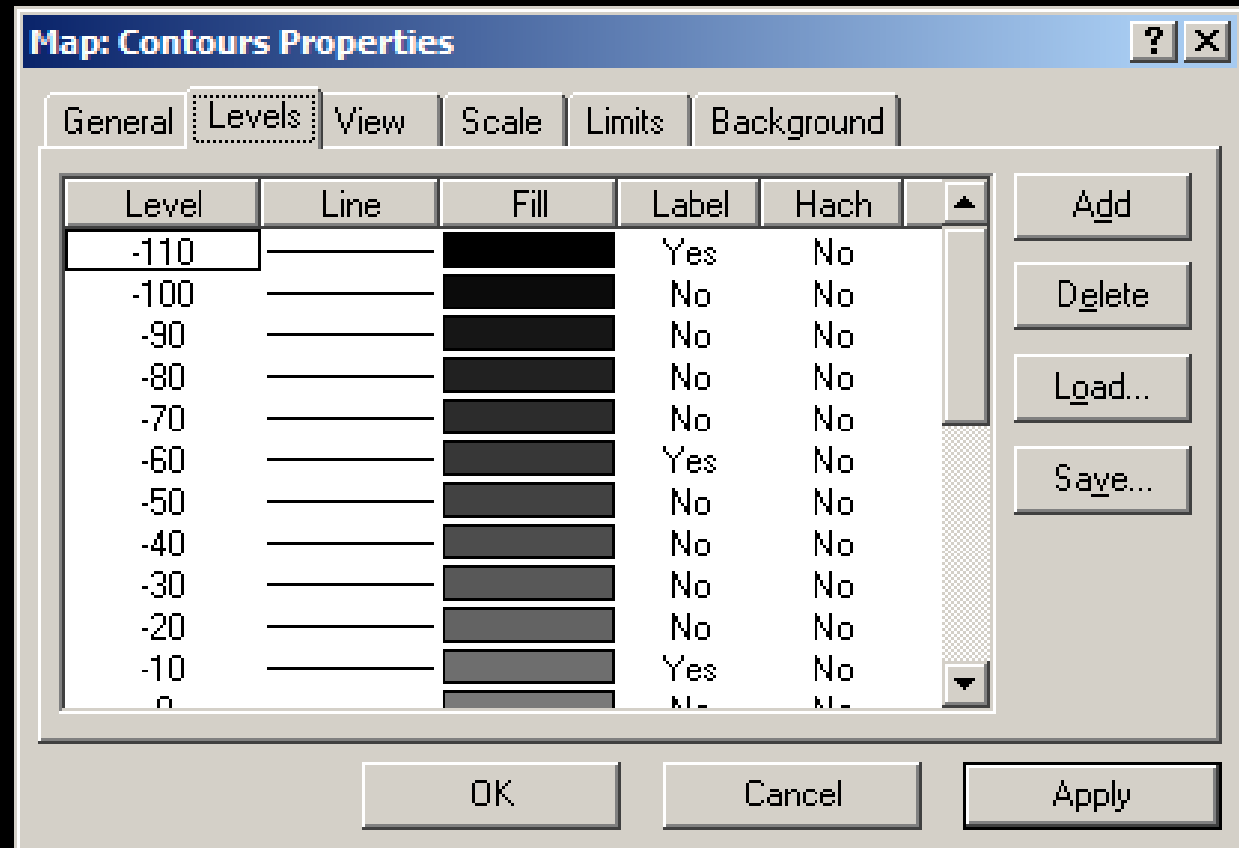 Map: Contours Properties
General Levels View Scale Limits Background
Level Line Fill Label Hach
-110 Yes No
-100 No No
-90 No No
-80 No No
-70 No No
-60 Yes No
-50 No No
-40 No No
-30 No No
-20 No No
-10 Yes No
Add
Delete
Load...
Save...
OK Cancel Apply